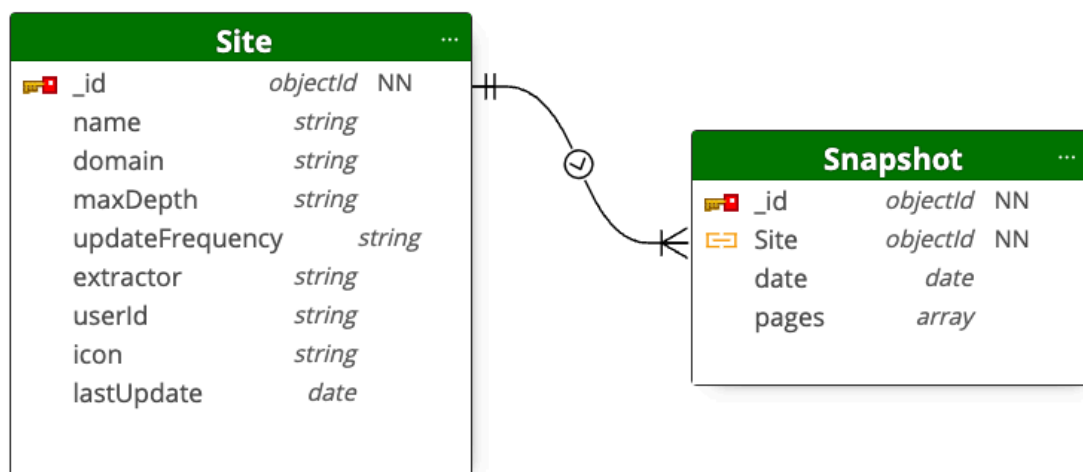 Site ...
_id objectId NN
name string
domain string
maxDepth string
updateFrequency string
extractor string
userId string
icon string
lastUpdate date
Snapshot ...
_id objectId NN
Site objectId NN
date date
pages array